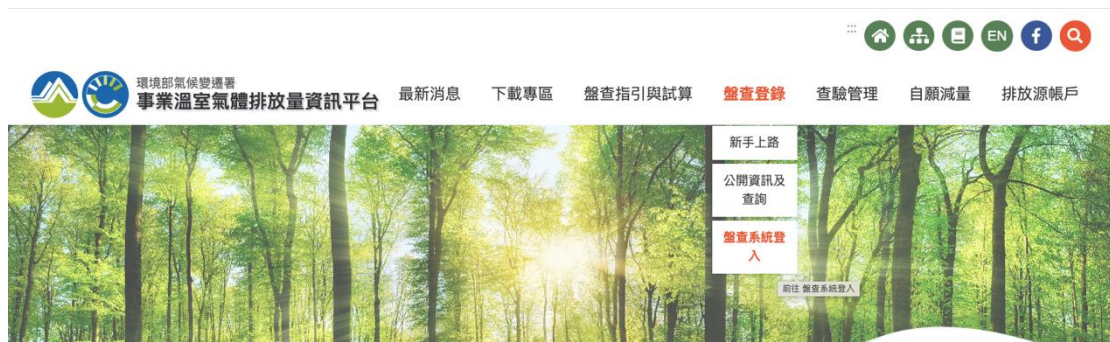 :::
EN
f
環境部氣候變遷署
事業溫室氣體排放量資訊平台
最新消息 下載專區 盤查指引與試算 盤查登錄 查驗管理 自願減量 排放源帳戶
新手上路
公開資訊及
查詢
盤查系統登
入
前往 盤查系統登入